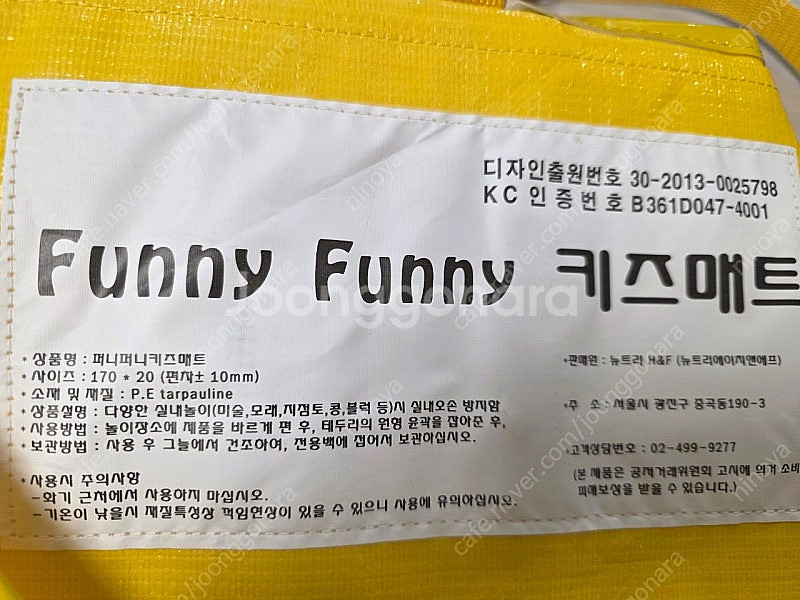 디자인출원번호 30-2013-0025798
KC인증번호 B361D047-4001
Funny Funny 키즈매트
* 상품명 : 퍼니퍼니키즈매트
* 사이즈 : 170 * 20 (편차± 10mm)
* 소재 및 재질 : P.E tarpauline
* 상품설명 : 다양한 실내놀이(미술,모래,지점토,콩,블럭 등)시 실내오손 방지함
* 사용방법 : 놀이장소에 제품을 바르게 편 후, 테두리의 원형 윤곽을 잡아준 후,
* 보관방법 : 사용 후 그늘에서 건조하여, 전용백에 접어서 보관하십시오.
* 사용시 주의사항
-화기 근처에서 사용하지 마십시오.
-기온이 낮을시 재질특성상 꺽임현상이 있을 수 있으니 사용에 유의하십시오.
*판매원 : 뉴트라 H&F (뉴트리에이치앤에프)
*주 소 : 서울시 광진구 중곡동190-3
*고객상담번호 : 02-499-9277
(본 제품은 공정거래위원회 고시에 의거 소비
피해보상을 받을 수 있습니다.)
Joonggonara
cafe.naver.com/joonggonara